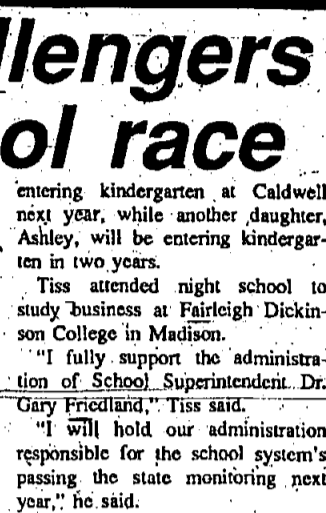 llengers
ol race
entering kindergarten at Caldwell
next year, while another daughter,
Ashley, will be entering kindergar-
ten in two years.
Tiss attended night school to
study business at Fairleigh Dickin-
son College in Madison.
"I fully support the administra-
tion of School Superintendent Dr.
Gary Friedland," Tiss said.
"I will hold our administration
responsible for the school system's
passing the state monitoring next
year," he said.